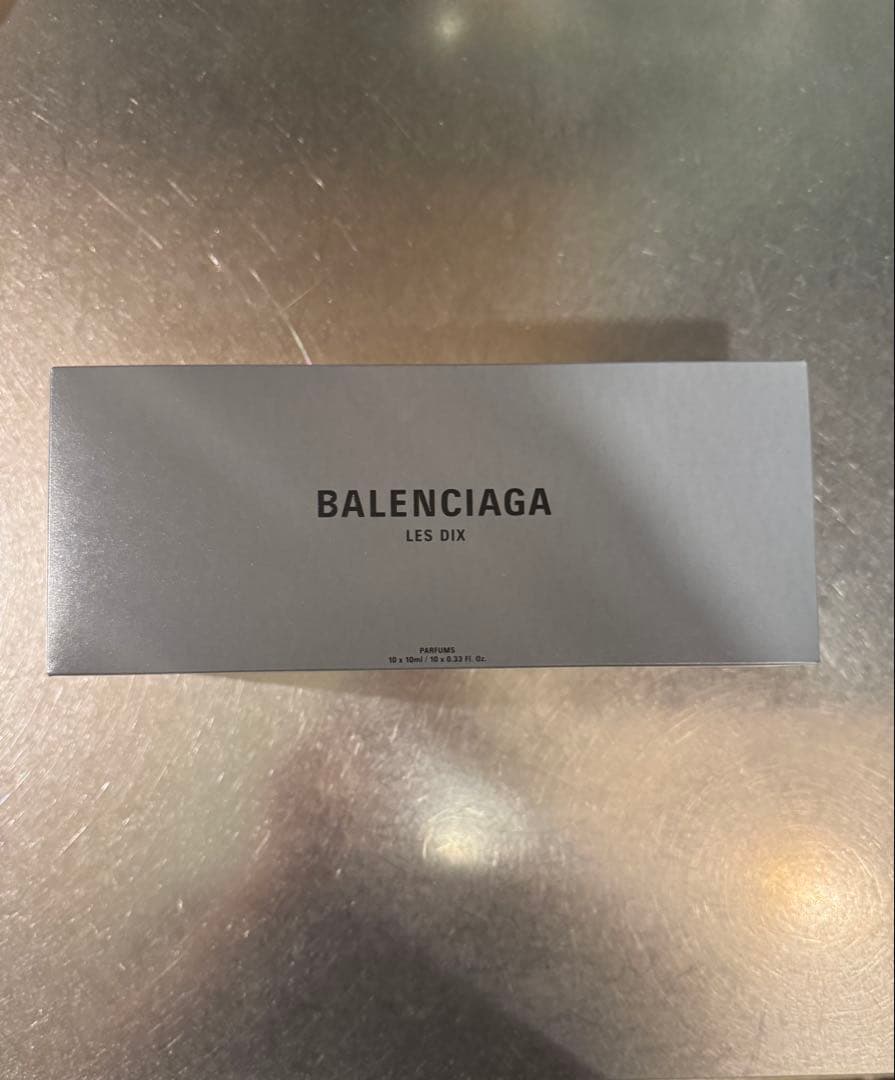 BALENCIAGA
LES DIX
PARFUMS
10 x 10ml / 10 x 0.33 Fl. Oz.